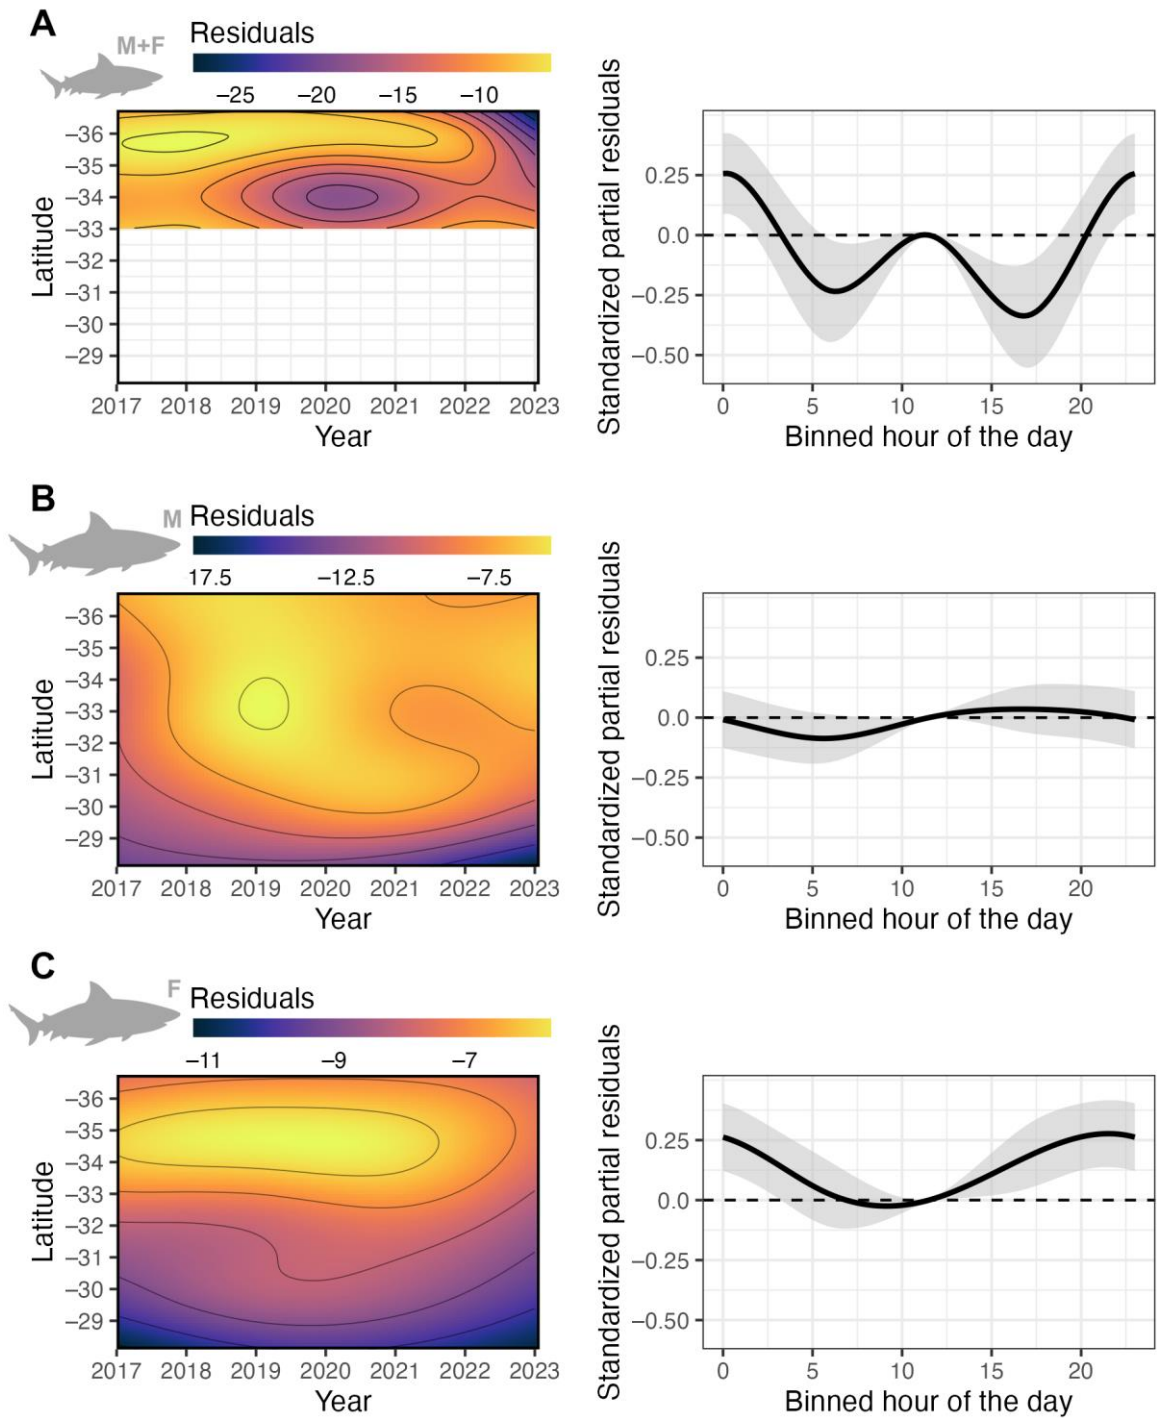 A
M+F
Residuals
−25 −20 −15 −10
Latitude
−36
−35
−34
−33
−32
−31
−30
−29
2017 2018 2019 2020 2021 2022 2023
Year
Standardized partial residuals
0.25
0.0
−0.25
−0.50
0 5 10 15 20
Binned hour of the day
B
M
Residuals
17.5 −12.5 −7.5
Latitude
−36
−35
−34
−33
−32
−31
−30
−29
2017 2018 2019 2020 2021 2022 2023
Year
Standardized partial residuals
0.25
0.0
−0.25
−0.50
0 5 10 15 20
Binned hour of the day
C
F
Residuals
−11 −9 −7
Latitude
−36
−35
−34
−33
−32
−31
−30
−29
2017 2018 2019 2020 2021 2022 2023
Year
Standardized partial residuals
0.25
0.0
−0.25
−0.50
0 5 10 15 20
Binned hour of the day